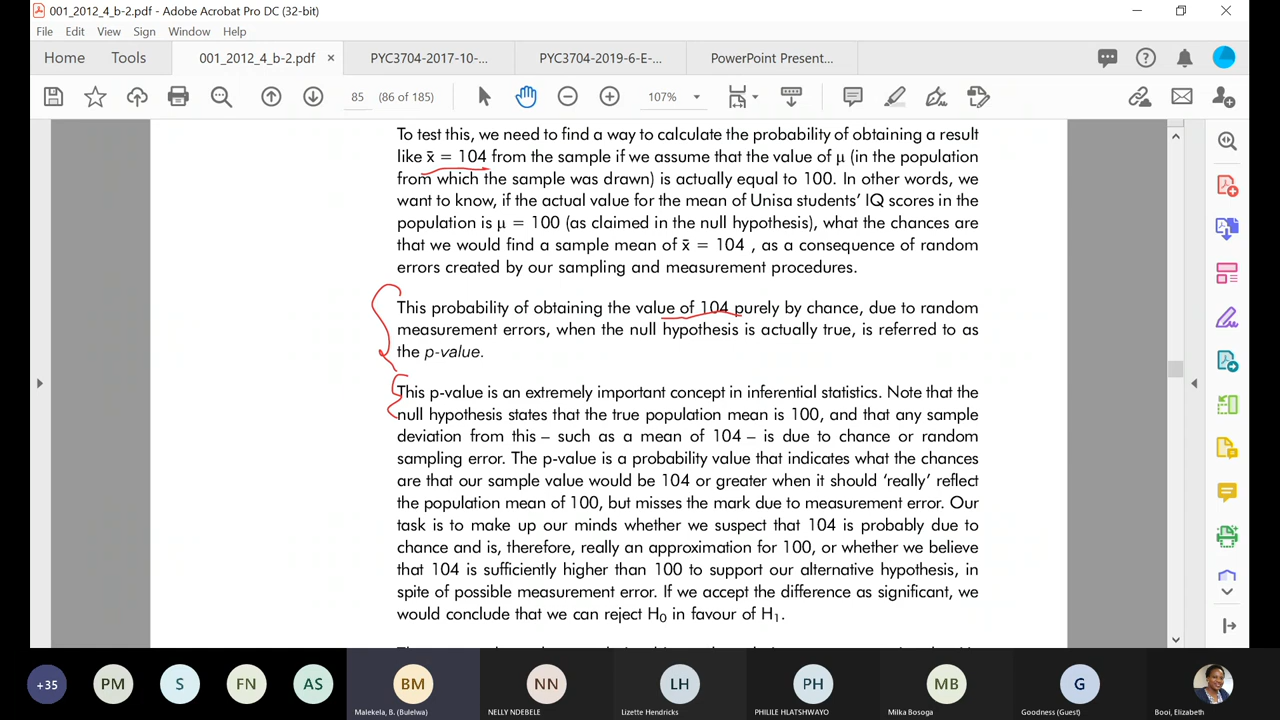 001_2012_4_b-2.pdf - Adobe Acrobat Pro DC (32-bit)
File Edit View Sign Window Help
Home Tools 001_2012_4_b-2.pdf × PYC3704-2017-10-... PYC3704-2019-6-E-... PowerPoint Present...
85 (86 of 185) 107%
To test this, we need to find a way to calculate the probability of obtaining a result
like x̄ = 104 from the sample if we assume that the value of μ (in the population
from which the sample was drawn) is actually equal to 100. In other words, we
want to know, if the actual value for the mean of Unisa students' IQ scores in the
population is μ = 100 (as claimed in the null hypothesis), what the chances are
that we would find a sample mean of x̄ = 104 , as a consequence of random
errors created by our sampling and measurement procedures.
This probability of obtaining the value of 104 purely by chance, due to random
measurement errors, when the null hypothesis is actually true, is referred to as
the p-value.
This p-value is an extremely important concept in inferential statistics. Note that the
null hypothesis states that the true population mean is 100, and that any sample
deviation from this – such as a mean of 104 – is due to chance or random
sampling error. The p-value is a probability value that indicates what the chances
are that our sample value would be 104 or greater when it should 'really' reflect
the population mean of 100, but misses the mark due to measurement error. Our
task is to make up our minds whether we suspect that 104 is probably due to
chance and is, therefore, really an approximation for 100, or whether we believe
that 104 is sufficiently higher than 100 to support our alternative hypothesis, in
spite of possible measurement error. If we accept the difference as significant, we
would conclude that we can reject H₀ in favour of H₁.
+35 PM S FN AS BM NN LH PH MB G
Malekela, B. (Bulelwa) NELLY NDEBELE Lizette Hendricks PHILILE HLATSHWAYO Milka Bosoga Goodness (Guest) Booi, Elizabeth